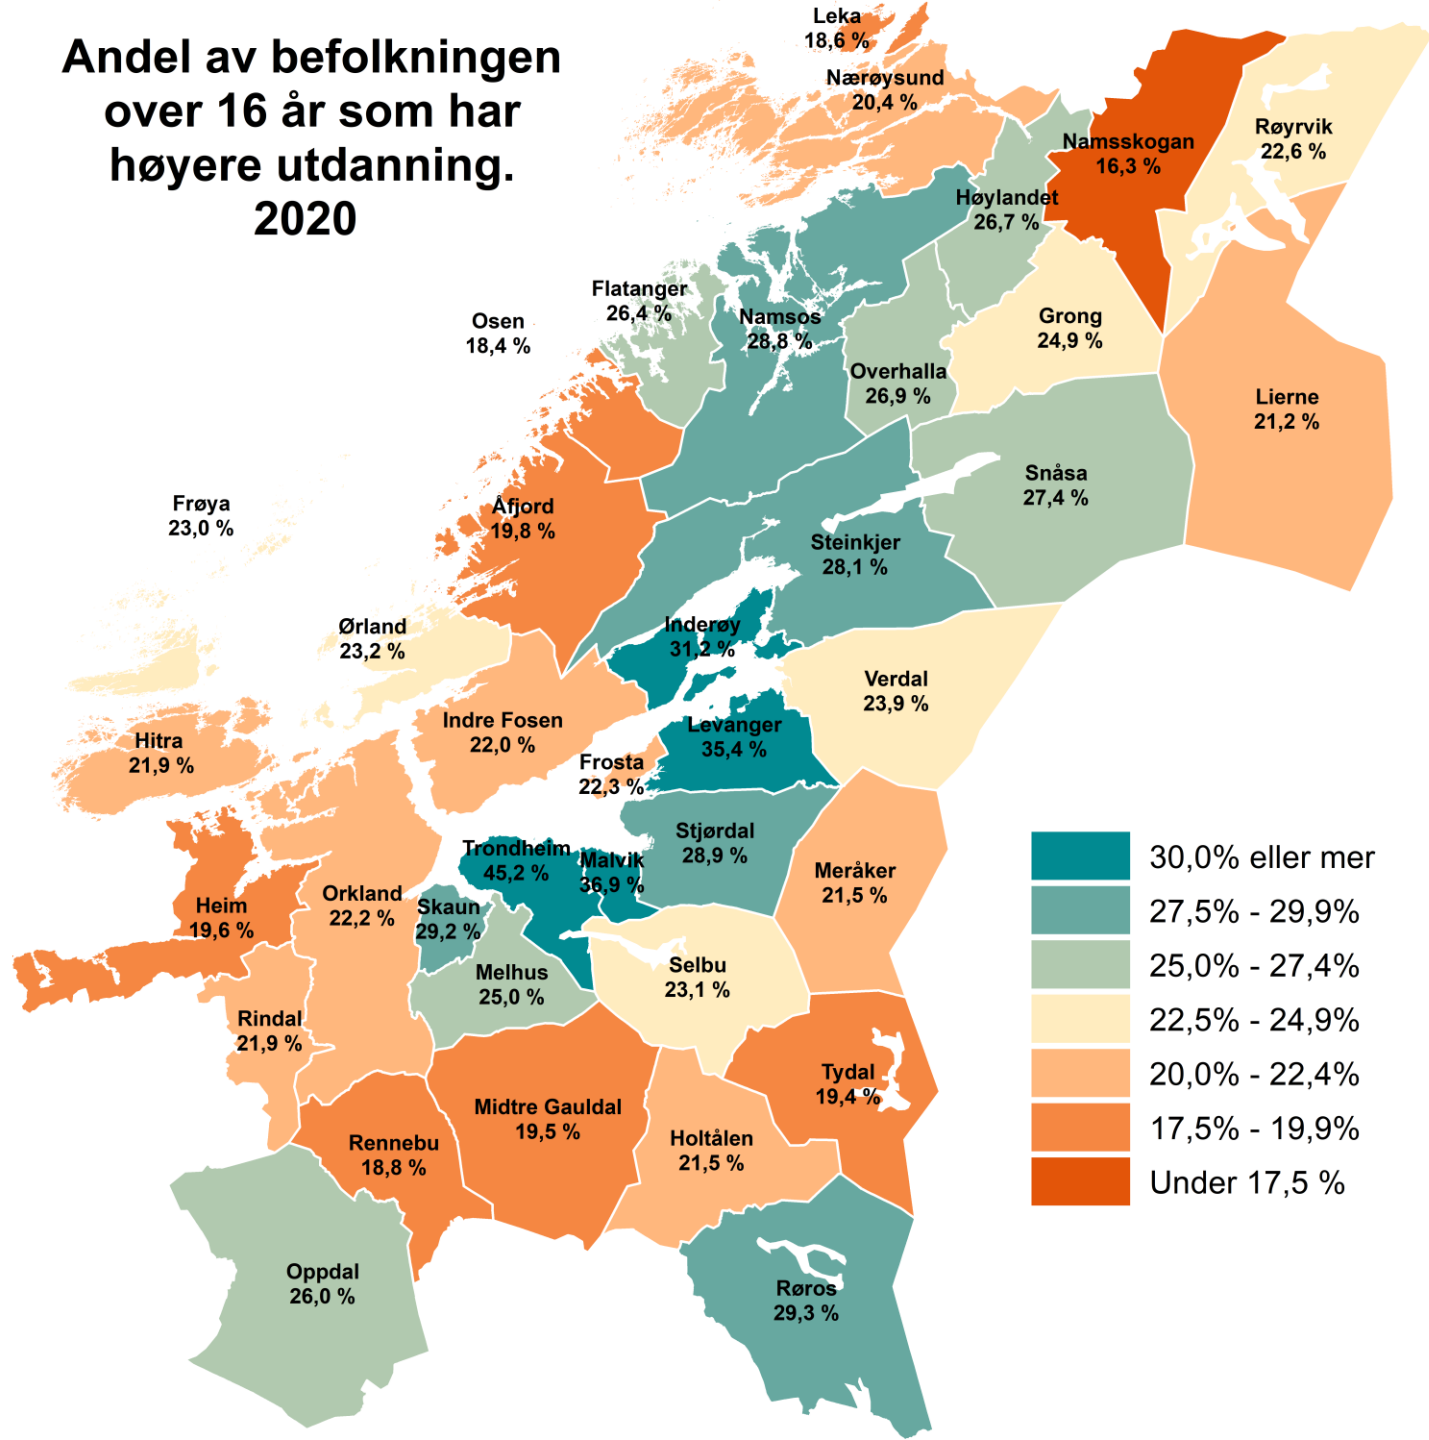 Andel av befolkningen
over 16 år som har
høyere utdanning.
2020
Leka
18,6 %
Nærøysund
20,4 %
Namsskogan
16,3 %
Røyrvik
22,6 %
Høylandet
26,7 %
Flatanger
26,4 %
Osen
18,4 %
Namsos
28,8 %
Grong
24,9 %
Overhalla
26,9 %
Lierne
21,2 %
Snåsa
27,4 %
Frøya
23,0 %
Åfjord
19,8 %
Steinkjer
28,1 %
Ørland
23,2 %
Inderøy
31,2 %
Verdal
23,9 %
Indre Fosen
22,0 %
Levanger
35,4 %
Hitra
21,9 %
Frosta
22,3 %
Stjørdal
28,9 %
Trondheim
45,2 %
Malvik
36,9 %
Meråker
21,5 %
Orkland
22,2 %
Heim
19,6 %
Skaun
29,2 %
Melhus
25,0 %
Selbu
23,1 %
Rindal
21,9 %
Tydal
19,4 %
Midtre Gauldal
19,5 %
Rennebu
18,8 %
Holtålen
21,5 %
Oppdal
26,0 %
Røros
29,3 %
30,0% eller mer
27,5% - 29,9%
25,0% - 27,4%
22,5% - 24,9%
20,0% - 22,4%
17,5% - 19,9%
Under 17,5 %